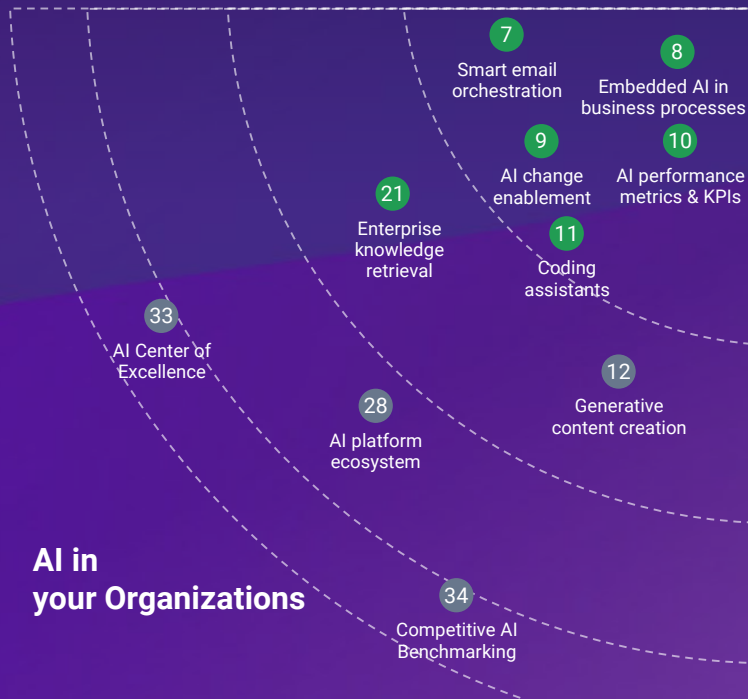 7
Smart email
orchestration
8
Embedded AI in
business processes
9
AI change
enablement
10
AI performance
metrics & KPIs
21
Enterprise
knowledge
retrieval
11
Coding
assistants
33
AI Center of
Excellence
12
Generative
content creation
28
AI platform
ecosystem
AI in
your Organizations
34
Competitive AI
Benchmarking